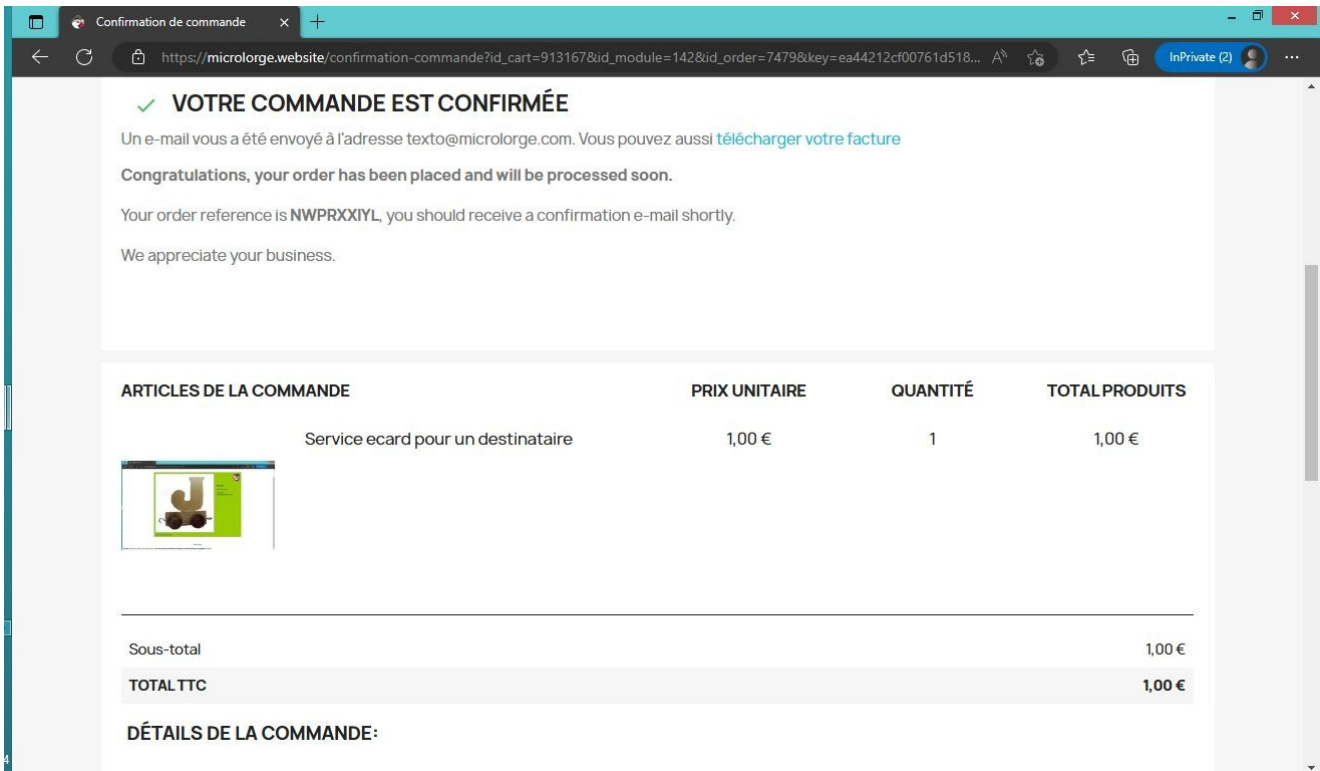 Confirmation de commande
https://microlorge.website/confirmation-commande?id_cart=913167&id_module=142&id_order=7479&key=ea44212cf00761d518...
InPrivate (2)
VOTRE COMMANDE EST CONFIRMÉE
Un e-mail vous a été envoyé à l'adresse texto@microlorge.com. Vous pouvez aussi télécharger votre facture
Congratulations, your order has been placed and will be processed soon.
Your order reference is NWPRXXIYL, you should receive a confirmation e-mail shortly.
We appreciate your business.
ARTICLES DE LA COMMANDE PRIX UNITAIRE QUANTITÉ TOTAL PRODUITS
Service ecard pour un destinataire 1,00 € 1 1,00 €
J
Sous-total 1,00 €
TOTAL TTC 1,00 €
DÉTAILS DE LA COMMANDE:
4